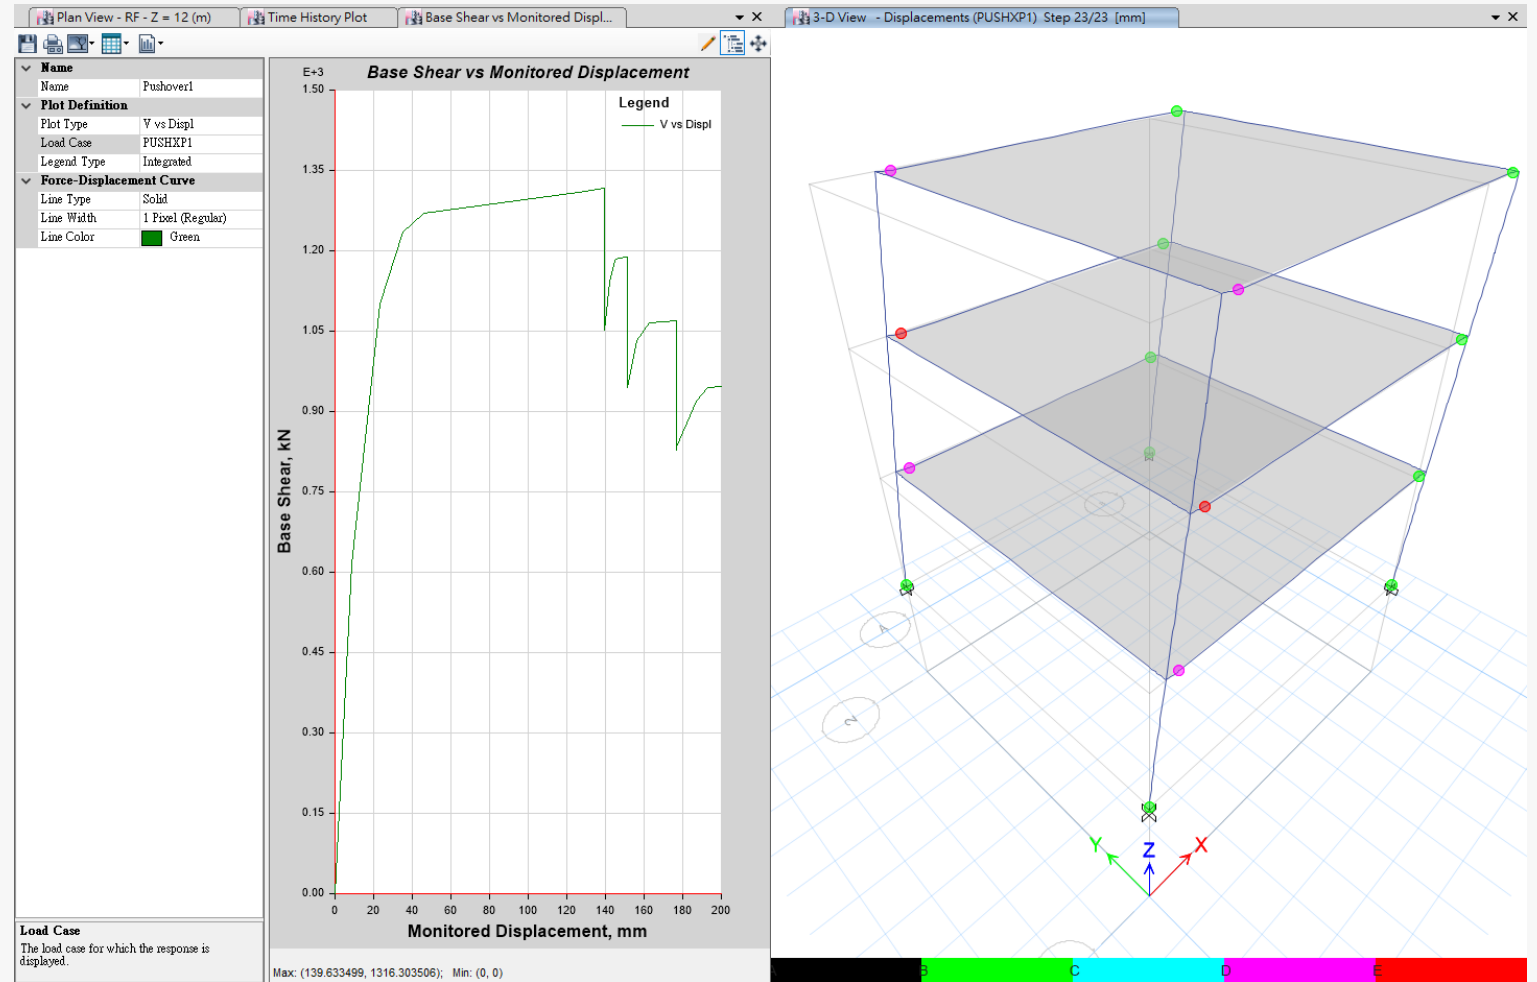 Plan View - RF - Z = 12 (m)
Time History Plot
Base Shear vs Monitored Displ...
3-D View - Displacements (PUSHXP1) Step 23/23 [mm]
Name
Name Pushover1
Plot Definition
Plot Type V vs Displ
Load Case PUSHXP1
Legend Type Integrated
Force-Displacement Curve
Line Type Solid
Line Width 1 Pixel (Regular)
Line Color Green
Load Case
The load case for which the response is
displayed.
E+3
Base Shear vs Monitored Displacement
Legend
V vs Displ
1.50
1.35
1.20
1.05
0.90
0.75
0.60
0.45
0.30
0.15
0.00
Base Shear, kN
0 20 40 60 80 100 120 140 160 180 200
Monitored Displacement, mm
Max: (139.633499, 1316.303506); Min: (0, 0)
A
2
Y Z X
A B C D E